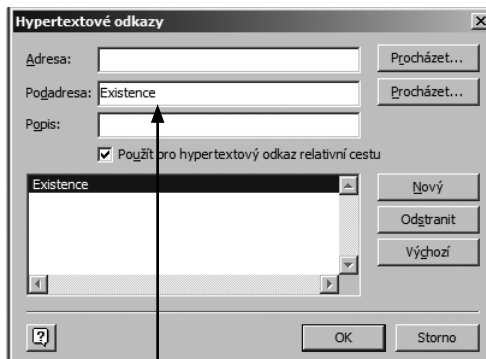 Hypertextové odkazy
Adresa: Procházet...
Podadresa: Existence Procházet...
Popis:
Použít pro hypertextový odkaz relativní cestu
Existence Nový
Odstranit
Výchozí
OK Storno